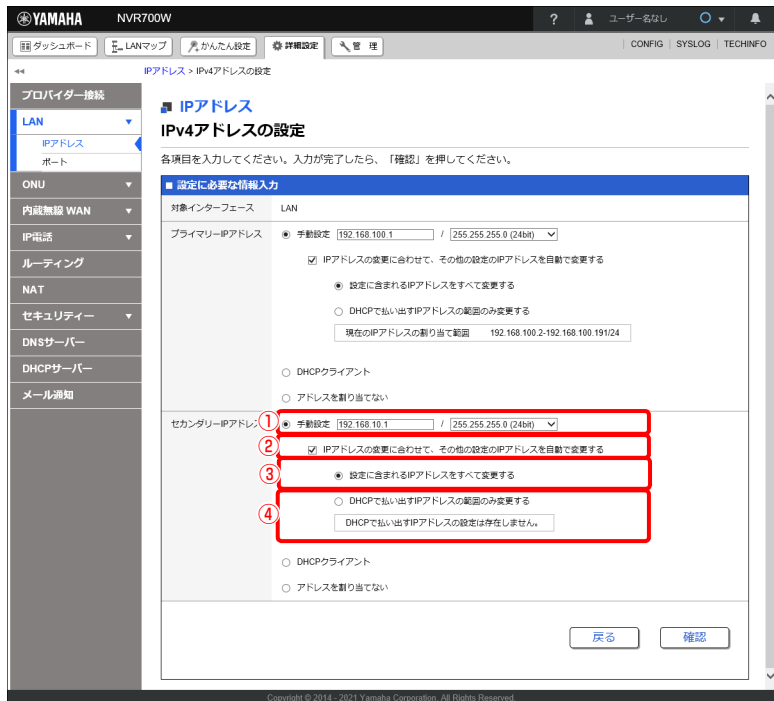 YAMAHA NVR700W ? ユーザー名なし
ダッシュボード LANマップ かんたん設定 詳細設定 管 理 CONFIG SYSLOG TECHINFO
IPアドレス > IPv4アドレスの設定
プロバイダー接続
LAN
IPアドレス
ポート
ONU
内蔵無線 WAN
IP電話
ルーティング
NAT
セキュリティー
DNSサーバー
DHCPサーバー
メール通知
IPアドレス
IPv4アドレスの設定
各項目を入力してください。入力が完了したら、「確認」を押してください。
■ 設定に必要な情報入力
対象インターフェース LAN
プライマリーIPアドレス 手動設定 192.168.100.1 / 255.255.255.0 (24bit)
IPアドレスの変更に合わせて、その他の設定のIPアドレスを自動で変更する
設定に含まれるIPアドレスをすべて変更する
DHCPで払い出すIPアドレスの範囲のみ変更する
現在のIPアドレスの割り当て範囲 192.168.100.2-192.168.100.191/24
DHCPクライアント
アドレスを割り当てない
セカンダリーIPアドレス ① 手動設定 192.168.10.1 / 255.255.255.0 (24bit)
② IPアドレスの変更に合わせて、その他の設定のIPアドレスを自動で変更する
③ 設定に含まれるIPアドレスをすべて変更する
④ DHCPで払い出すIPアドレスの範囲のみ変更する
DHCPで払い出すIPアドレスの設定は存在しません。
DHCPクライアント
アドレスを割り当てない
戻る 確認
Copyright © 2014 - 2021 Yamaha Corporation. All Rights Reserved.